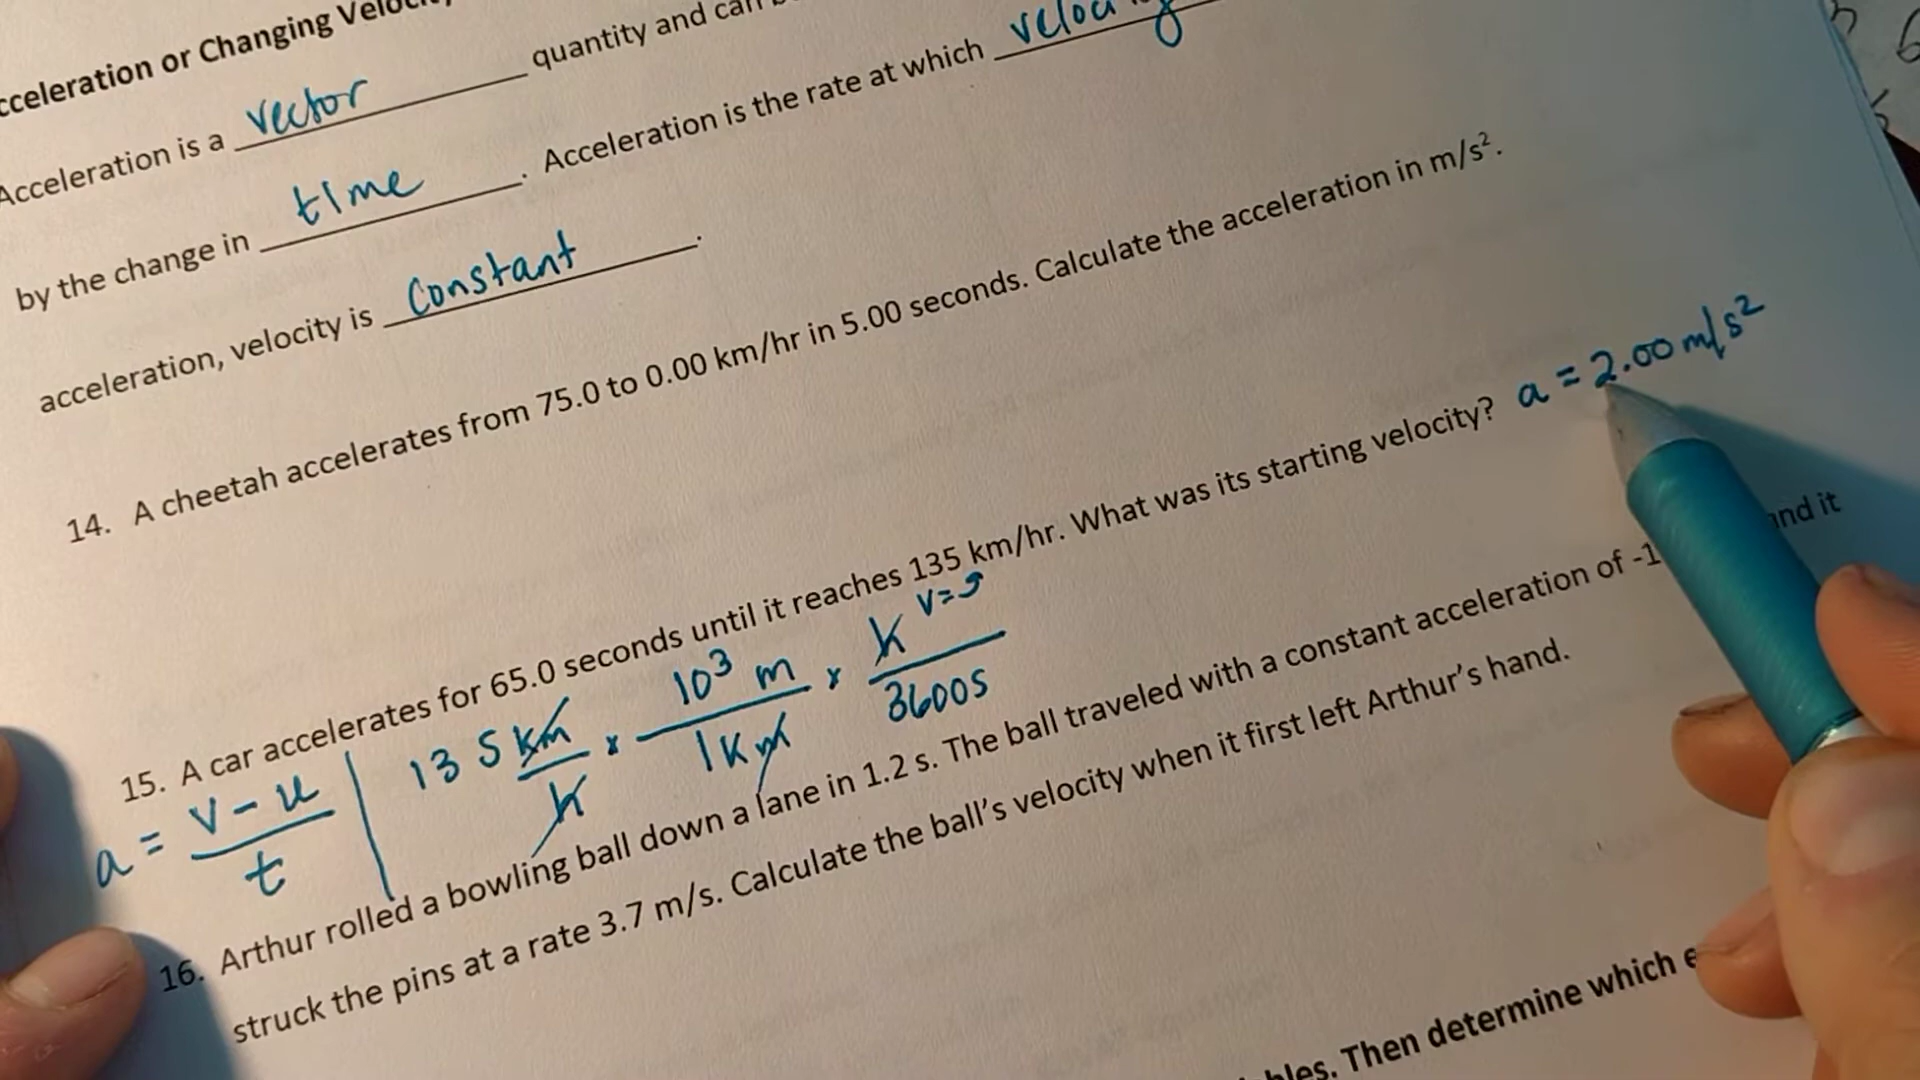 cceleration or Changing Velocity
Acceleration is a vector quantity and can
by the change in time. Acceleration is the rate at which velocity
acceleration, velocity is constant.
14. A cheetah accelerates from 75.0 to 0.00 km/hr in 5.00 seconds. Calculate the acceleration in m/s².
15. A car accelerates for 65.0 seconds until it reaches 135 km/hr. What was its starting velocity? a = 2.00 m/s²
v=
a = v - u / t | 135 km/h x 10³ m / 1 km x h / 3600s
16. Arthur rolled a bowling ball down a lane in 1.2 s. The ball traveled with a constant acceleration of -1 and it
struck the pins at a rate 3.7 m/s. Calculate the ball's velocity when it first left Arthur's hand.
bles. Then determine which e